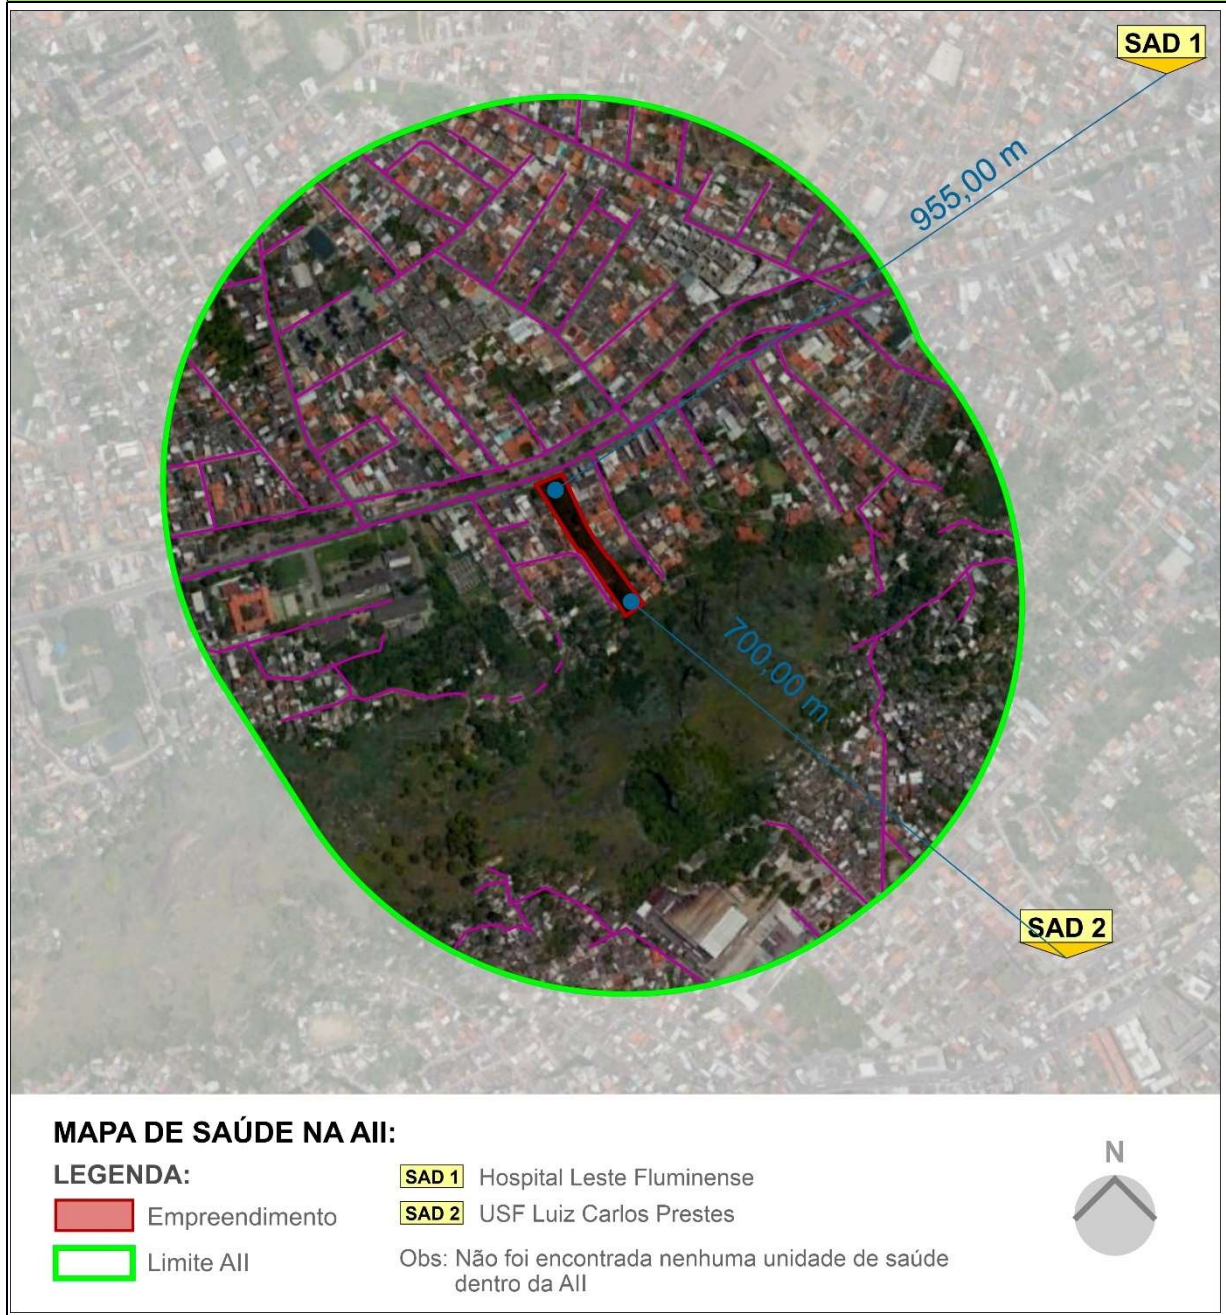 SAD 1
955,00 m
700,00 m
SAD 2
MAPA DE SAÚDE NA AII:
LEGENDA:
Empreendimento
Limite AII
SAD 1 Hospital Leste Fluminense
SAD 2 USF Luiz Carlos Prestes
Obs: Não foi encontrada nenhuma unidade de saúde
dentro da AII
N